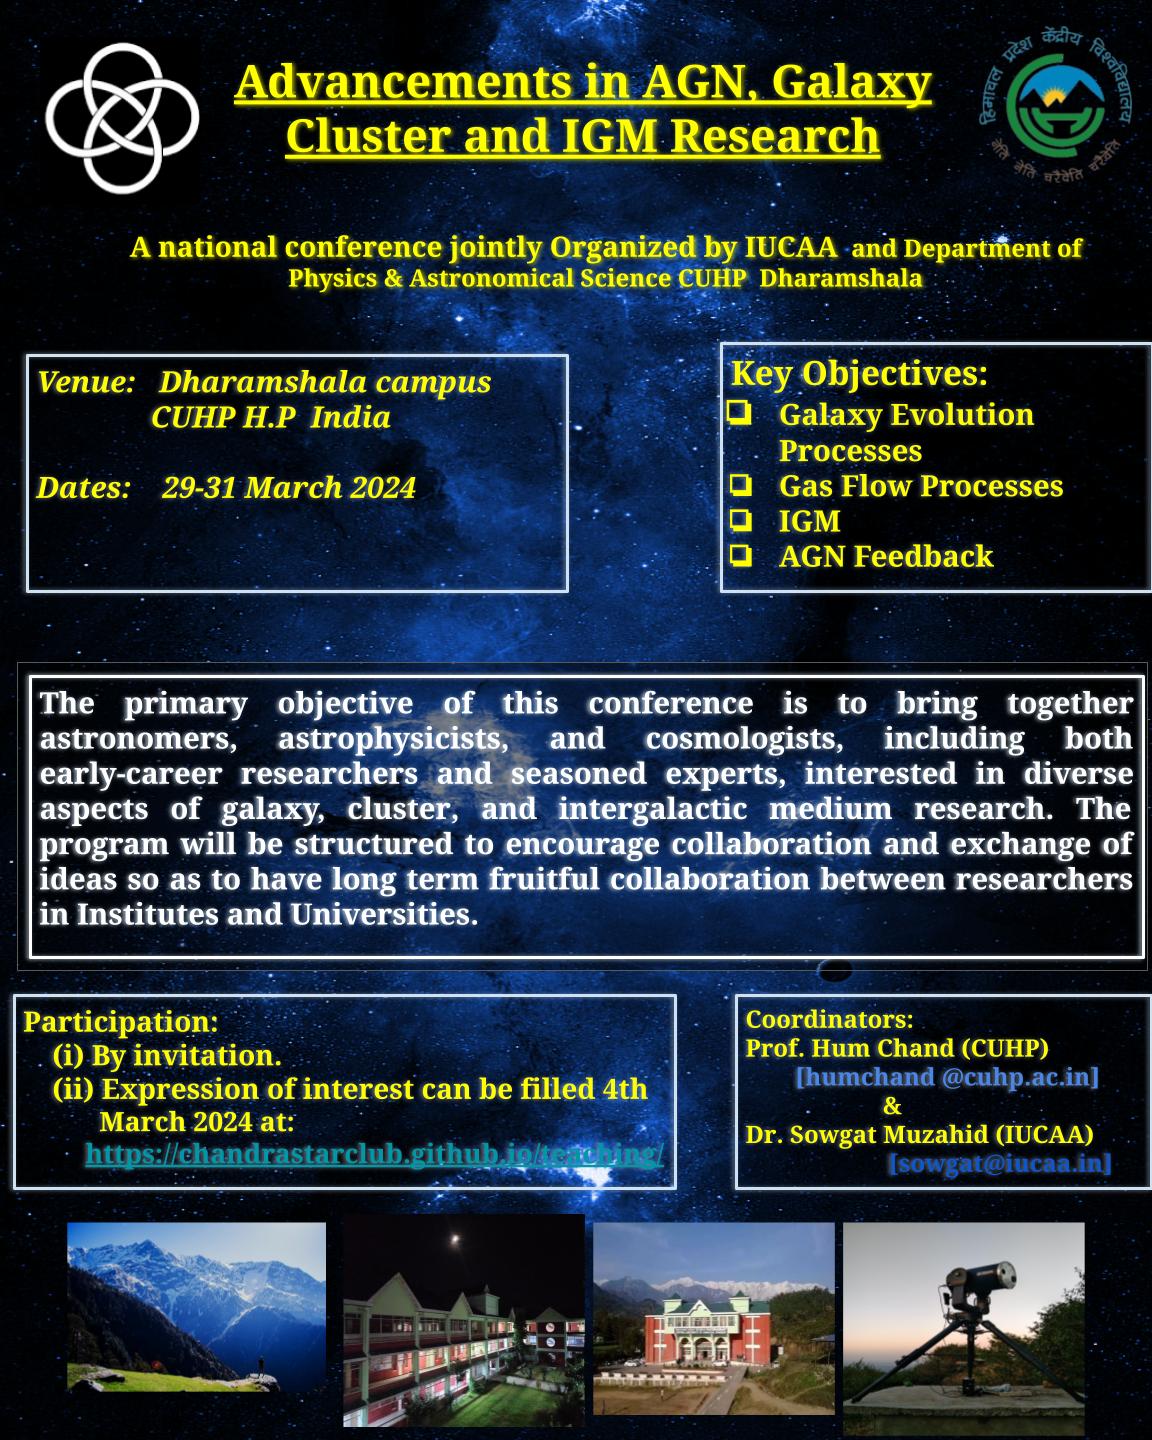 Advancements in AGN, Galaxy
Cluster and IGM Research
हिमाचल प्रदेश केंद्रीय विश्वविद्यालय
नेति नेति चरैवेति चरैवेति
A national conference jointly Organized by IUCAA and Department of
Physics & Astronomical Science CUHP Dharamshala
Venue: Dharamshala campus
CUHP H.P India
Dates: 29-31 March 2024
Key Objectives:
Galaxy Evolution
Processes
Gas Flow Processes
IGM
AGN Feedback
The primary objective of this conference is to bring together
astronomers, astrophysicists, and cosmologists, including both
early-career researchers and seasoned experts, interested in diverse
aspects of galaxy, cluster, and intergalactic medium research. The
program will be structured to encourage collaboration and exchange of
ideas so as to have long term fruitful collaboration between researchers
in Institutes and Universities.
Participation:
(i) By invitation.
(ii) Expression of interest can be filled 4th
March 2024 at:
https://chandrastarclub.github.io/teaching/
Coordinators:
Prof. Hum Chand (CUHP)
[humchand @cuhp.ac.in]
&
Dr. Sowgat Muzahid (IUCAA)
[sowgat@iucaa.in]